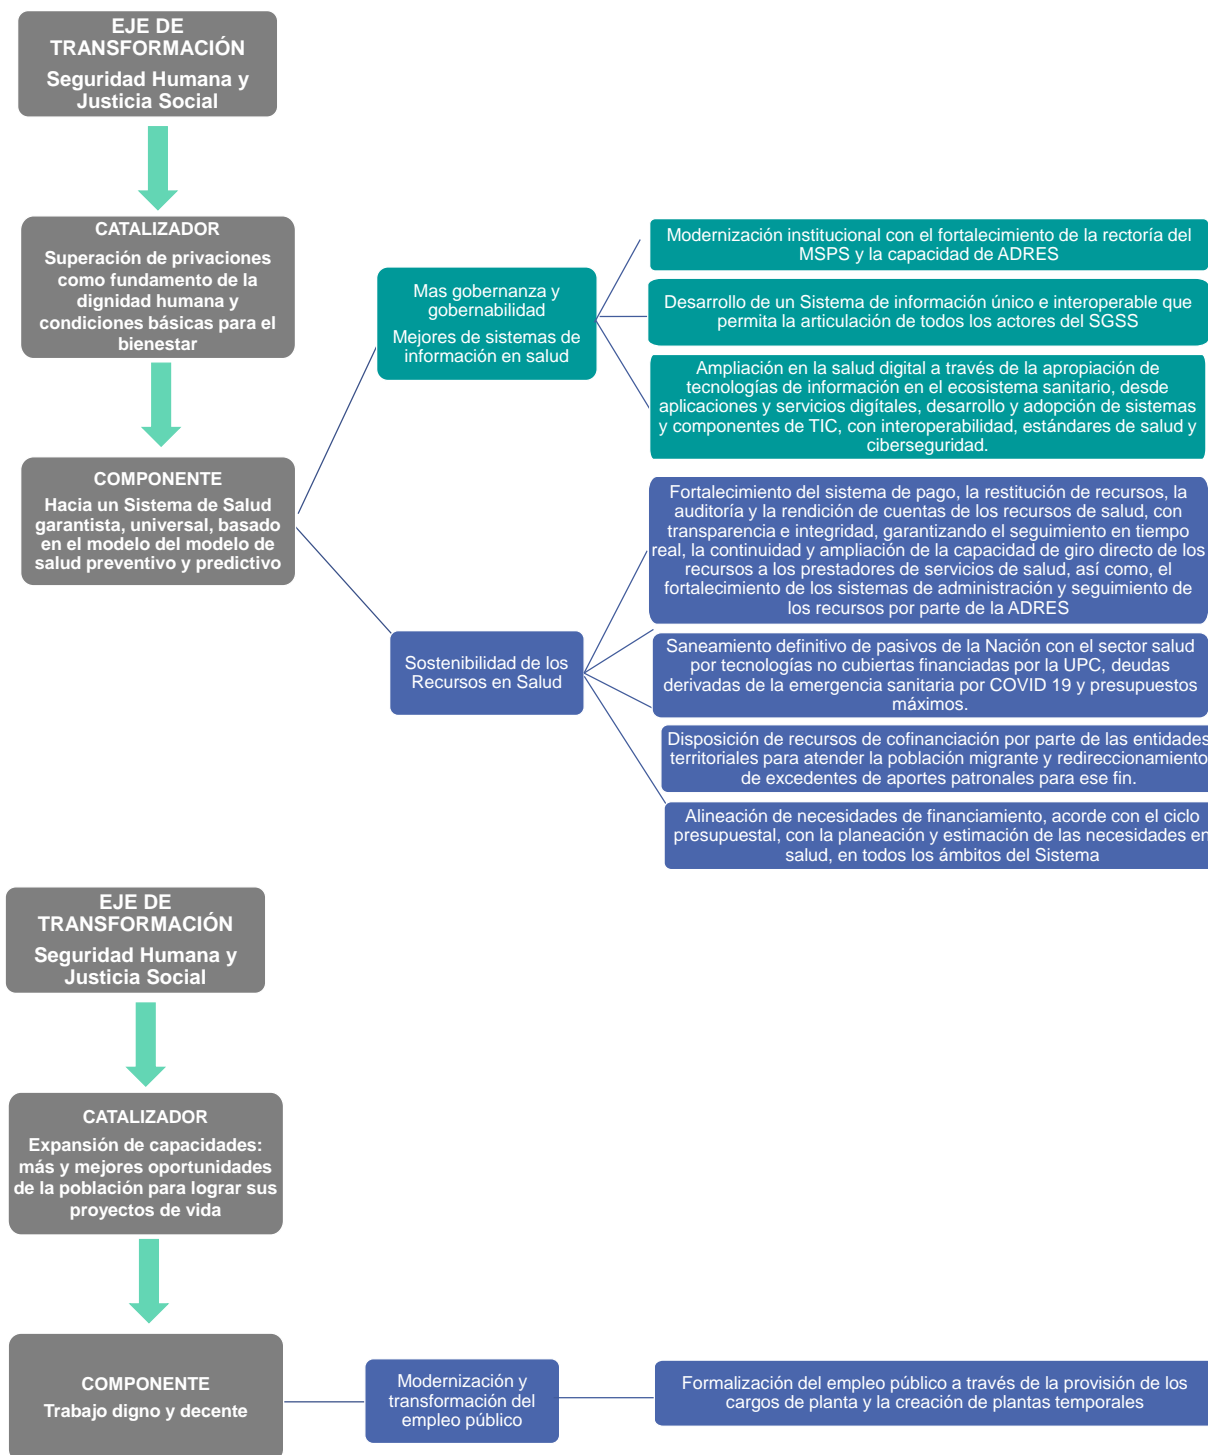 EJE DE
TRANSFORMACIÓN
Seguridad Humana y
Justicia Social
CATALIZADOR
Superación de privaciones
como fundamento de la
dignidad humana y
condiciones básicas para el
bienestar
COMPONENTE
Hacia un Sistema de Salud
garantista, universal, basado
en el modelo del modelo de
salud preventivo y predictivo
Mas gobernanza y
gobernabilidad
Mejores de sistemas de
información en salud
Modernización institucional con el fortalecimiento de la rectoría del
MSPS y la capacidad de ADRES
Desarrollo de un Sistema de información único e interoperable que
permita la articulación de todos los actores del SGSS
Ampliación en la salud digital a través de la apropiación de
tecnologías de información en el ecosistema sanitario, desde
aplicaciones y servicios digítales, desarrollo y adopción de sistemas
y componentes de TIC, con interoperabilidad, estándares de salud y
ciberseguridad.
Sostenibilidad de los
Recursos en Salud
Fortalecimiento del sistema de pago, la restitución de recursos, la
auditoría y la rendición de cuentas de los recursos de salud, con
transparencia e integridad, garantizando el seguimiento en tiempo
real, la continuidad y ampliación de la capacidad de giro directo de los
recursos a los prestadores de servicios de salud, así como, el
fortalecimiento de los sistemas de administración y seguimiento de
los recursos por parte de la ADRES
Saneamiento definitivo de pasivos de la Nación con el sector salud
por tecnologías no cubiertas financiadas por la UPC, deudas
derivadas de la emergencia sanitaria por COVID 19 y presupuestos
máximos.
Disposición de recursos de cofinanciación por parte de las entidades
territoriales para atender la población migrante y redireccionamiento
de excedentes de aportes patronales para ese fin.
Alineación de necesidades de financiamiento, acorde con el ciclo
presupuestal, con la planeación y estimación de las necesidades en
salud, en todos los ámbitos del Sistema
EJE DE
TRANSFORMACIÓN
Seguridad Humana y
Justicia Social
CATALIZADOR
Expansión de capacidades:
más y mejores oportunidades
de la población para lograr sus
proyectos de vida
COMPONENTE
Trabajo digno y decente
Modernización y
transformación del
empleo público
Formalización del empleo público a través de la provisión de los
cargos de planta y la creación de plantas temporales